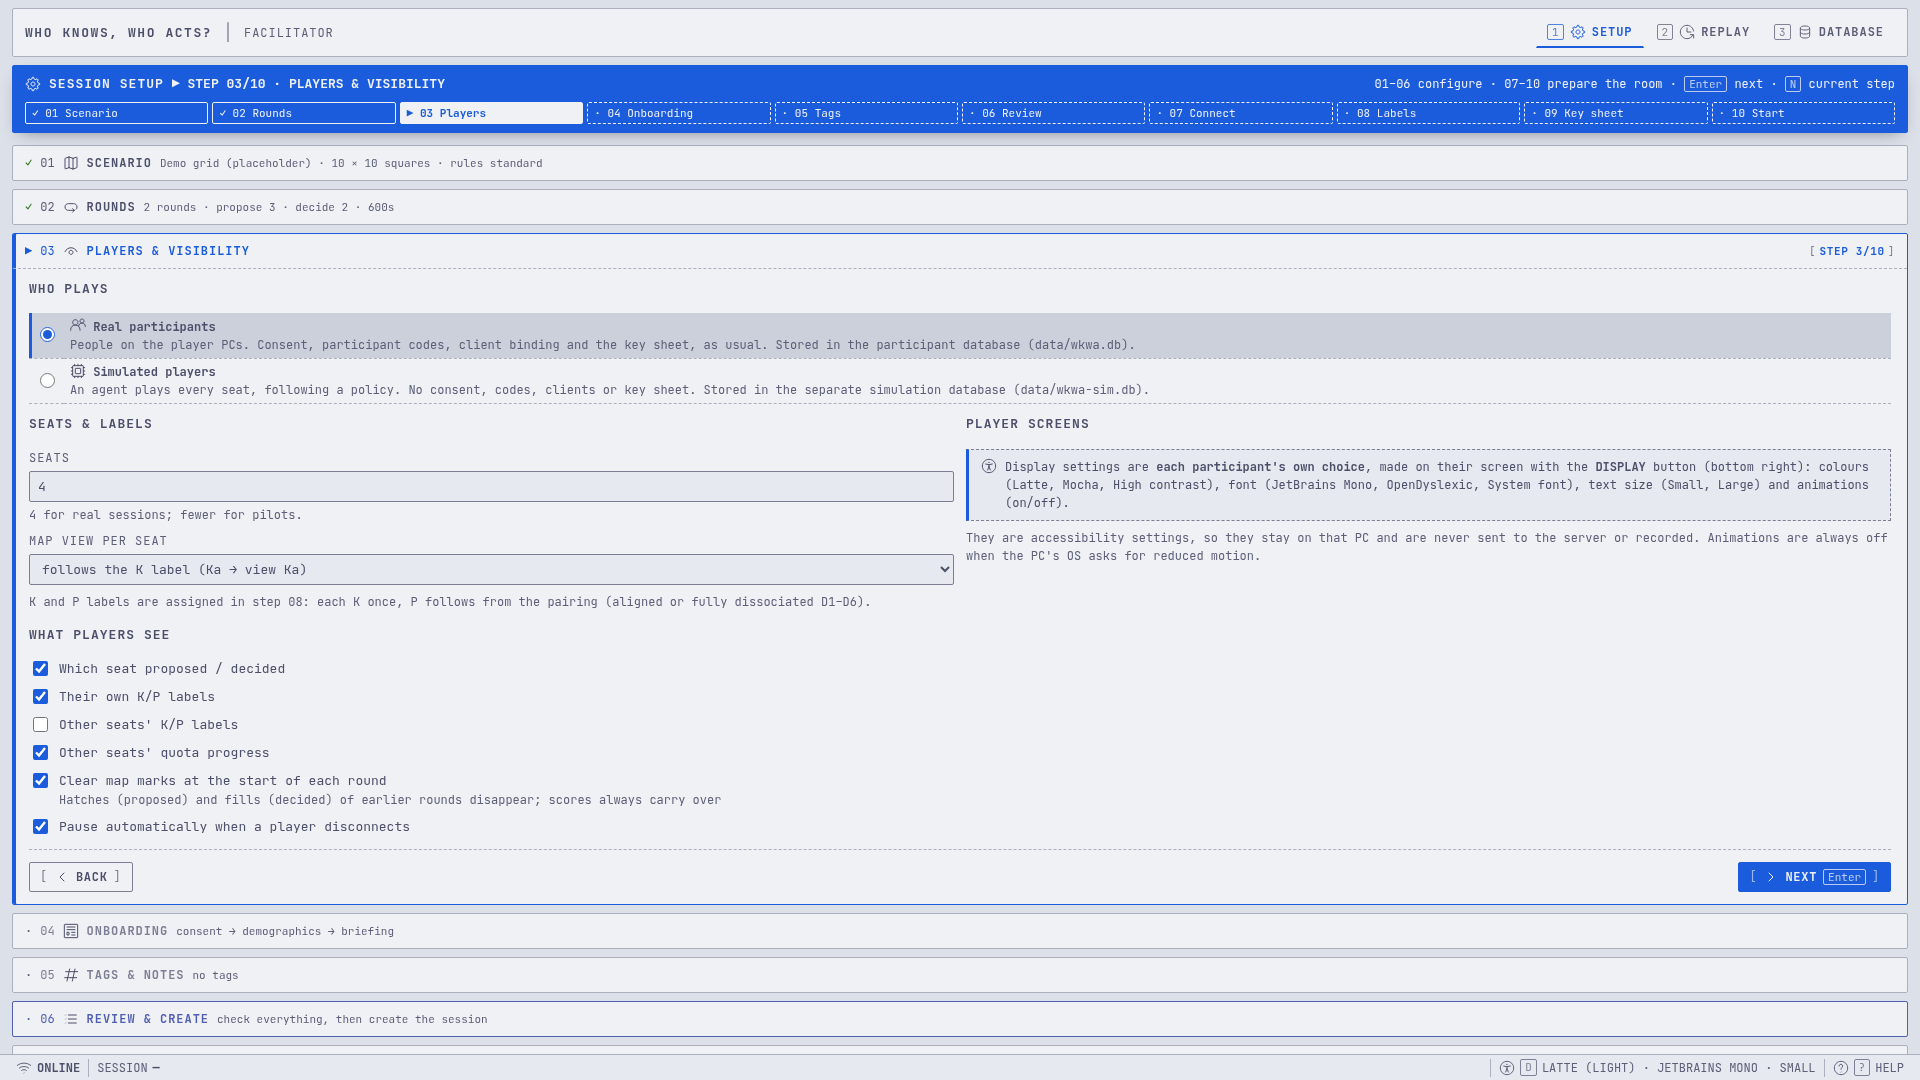 WHO KNOWS, WHO ACTS? FACILITATOR 1 SETUP 2 REPLAY 3 DATABASE
SESSION SETUP ▶ STEP 03/10 · PLAYERS & VISIBILITY 01–06 configure · 07–10 prepare the room · Enter next · N current step
✓ 01 Scenario ✓ 02 Rounds ▶ 03 Players · 04 Onboarding · 05 Tags · 06 Review · 07 Connect · 08 Labels · 09 Key sheet · 10 Start
✓ 01 SCENARIO Demo grid (placeholder) · 10 × 10 squares · rules standard
✓ 02 ROUNDS 2 rounds · propose 3 · decide 2 · 600s
▶ 03 PLAYERS & VISIBILITY [ STEP 3/10 ]
WHO PLAYS
Real participants
People on the player PCs. Consent, participant codes, client binding and the key sheet, as usual. Stored in the participant database (data/wkwa.db).
Simulated players
An agent plays every seat, following a policy. No consent, codes, clients or key sheet. Stored in the separate simulation database (data/wkwa-sim.db).
SEATS & LABELS
SEATS
4
4 for real sessions; fewer for pilots.
MAP VIEW PER SEAT
follows the K label (Ka → view Ka)
K and P labels are assigned in step 08: each K once, P follows from the pairing (aligned or fully dissociated D1–D6).
PLAYER SCREENS
Display settings are each participant's own choice, made on their screen with the DISPLAY button (bottom right): colours
(Latte, Mocha, High contrast), font (JetBrains Mono, OpenDyslexic, System font), text size (Small, Large) and animations
(on/off).
They are accessibility settings, so they stay on that PC and are never sent to the server or recorded. Animations are always off
when the PC's OS asks for reduced motion.
WHAT PLAYERS SEE
Which seat proposed / decided
Their own K/P labels
Other seats' K/P labels
Other seats' quota progress
Clear map marks at the start of each round
Hatches (proposed) and fills (decided) of earlier rounds disappear; scores always carry over
Pause automatically when a player disconnects
[ < BACK ] [ > NEXT Enter ]
· 04 ONBOARDING consent → demographics → briefing
· 05 TAGS & NOTES no tags
· 06 REVIEW & CREATE check everything, then create the session
ONLINE SESSION — D LATTE (LIGHT) · JETBRAINS MONO · SMALL ? HELP